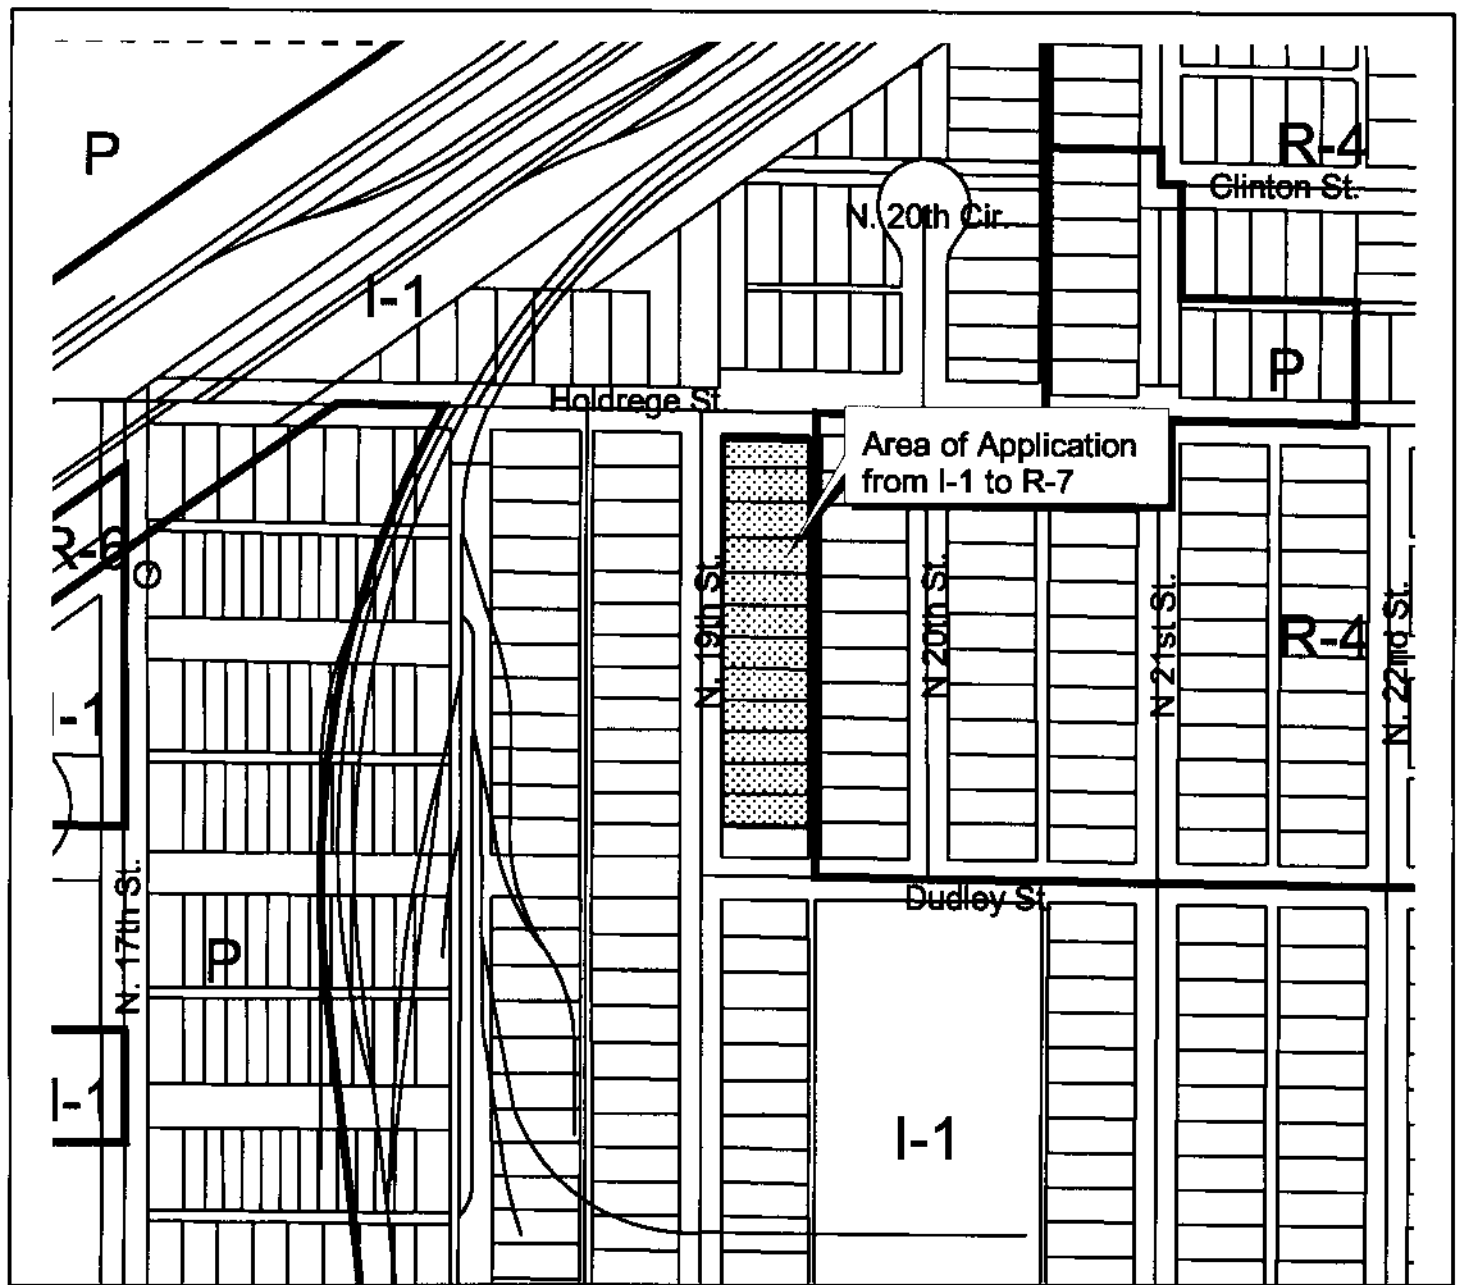 P
R-4
Clinton St.
N. 20th Cir.
I-1
P
Holdrege St.
Area of Application
from I-1 to R-7
R-6
N. 19th St.
N 20th St.
N 21st St.
R-4
N. 22nd St.
I-1
Dudley St.
N. 17th St.
P
I-1
I-1